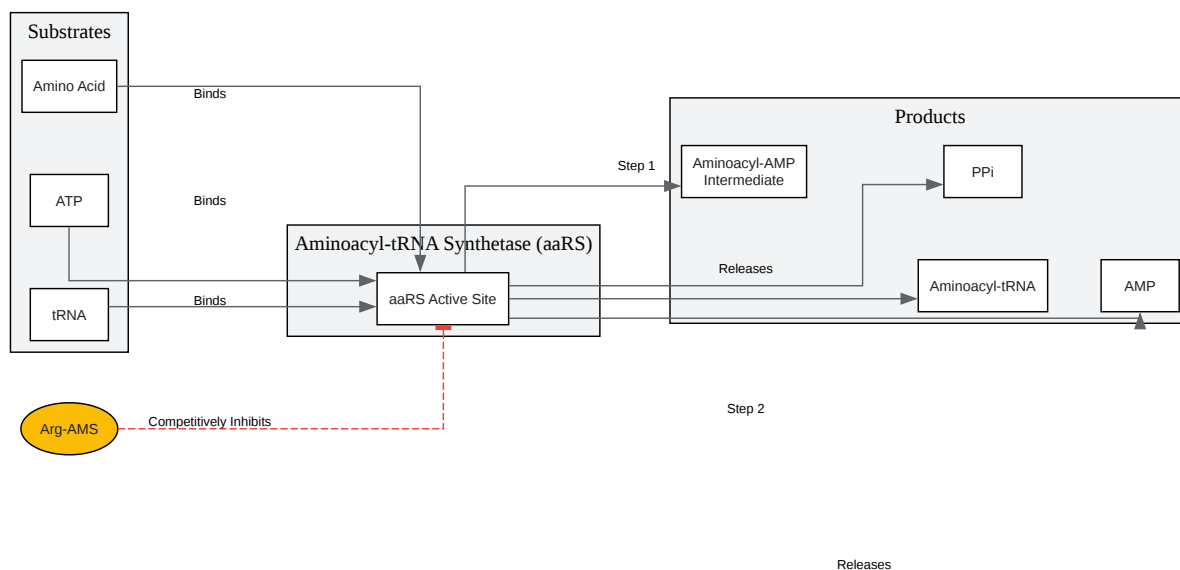 Substrates
Amino Acid
Binds
Products
Step 1
Aminoacyl-AMP
Intermediate
PPi
ATP
Binds
Aminoacyl-tRNA Synthetase (aaRS)
Releases
aaRS Active Site
Aminoacyl-tRNA
AMP
tRNA
Binds
Arg-AMS
Competitively Inhibits
Step 2
Releases